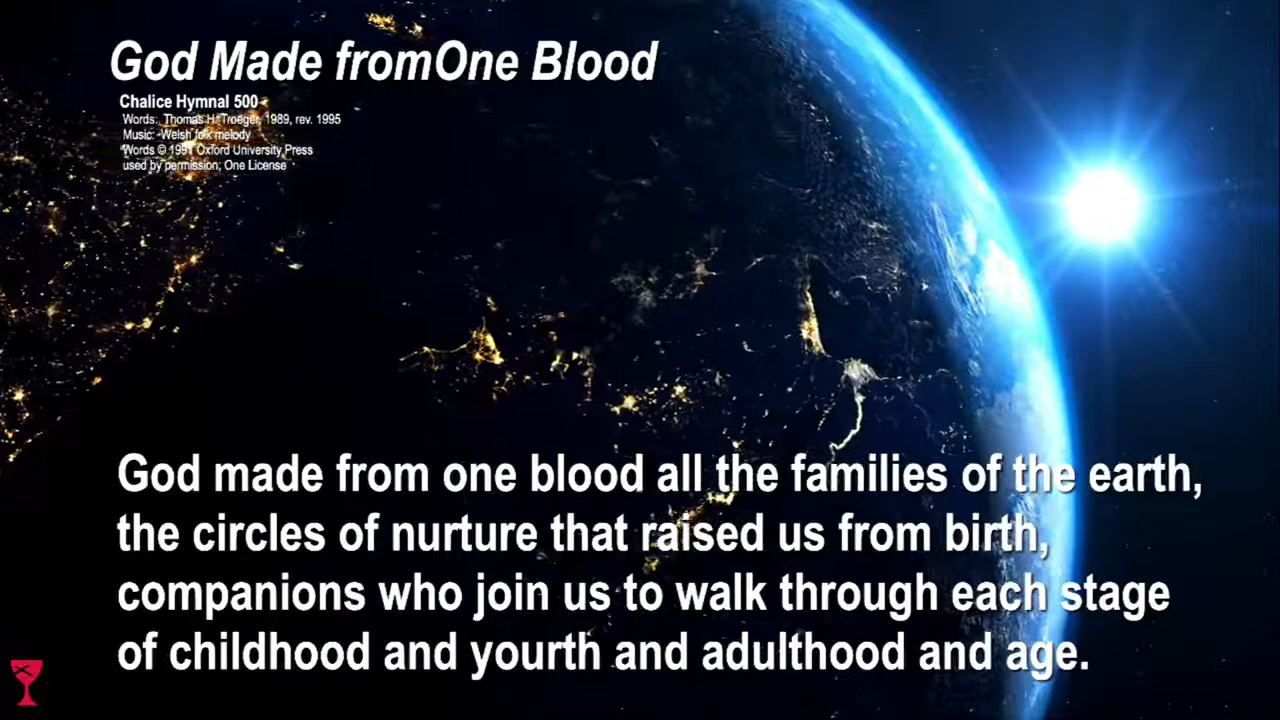 God Made fromOne Blood
Chalice Hymnal 500
Words: Thomas H. Troeger, 1989, rev. 1995
Music: Welsh folk melody
Words © 1991 Oxford University Press
used by permission; One License
God made from one blood all the families of the earth,
the circles of nurture that raised us from birth,
companions who join us to walk through each stage
of childhood and yourth and adulthood and age.